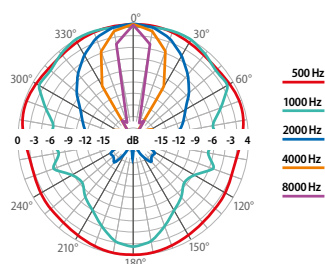 0°
330° 30°
300° 60°
500 Hz
1000 Hz
2000 Hz
4000 Hz
8000 Hz
0 -3 -6 -9 -12 -15 dB -15 -12 -9 -6 -3 4
240° 120°
210° 150°
180°